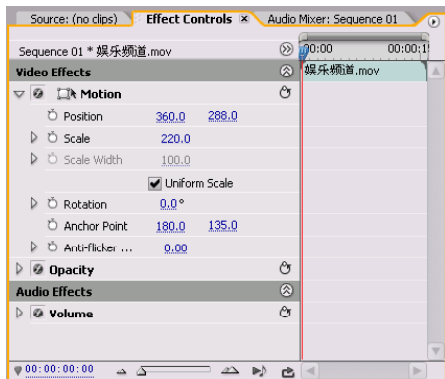 Source: (no clips) Effect Controls × Audio Mixer: Sequence 01
Sequence 01 * 娱乐频道.mov 00:00 00:00:1
Video Effects 娱乐频道.mov
Motion
Position 360.0 288.0
Scale 220.0
Scale Width 100.0
Uniform Scale
Rotation 0.0°
Anchor Point 180.0 135.0
Anti-flicker ... 0.00
Opacity
Audio Effects
Volume
00:00:00:00